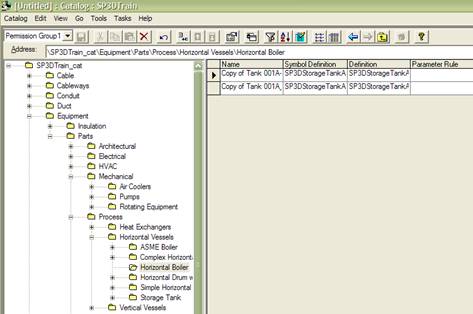 [Untitled] : Catalog : SP3DTrain
Catalog View Go Tools Tasks Help
Permission Group1
Address: \SP3DTrain_cat\Equipment\Parts\Process\Horizontal Vessels\Horizontal Boiler
SP3DTrain_cat
Cable
Cableways
Conduit
Duct
Equipment
Insulation
Parts
Architectural
Electrical
HVAC
Mechanical
Air Coolers
Pumps
Rotating Equipment
Process
Heat Exchangers
Horizontal Vessels
ASME Boiler
Complex Horizonta
Horizontal Boiler
Horizontal Drum w
Simple Horizontal
Storage Tank
Vertical Vessels
Name Symbol Definition Definition Parameter Rule
Copy of Tank 001A- SP3DStorageTankA SP3DStorageTankA
Copy of Tank 001A_ SP3DStorageTankA SP3DStorageTankA